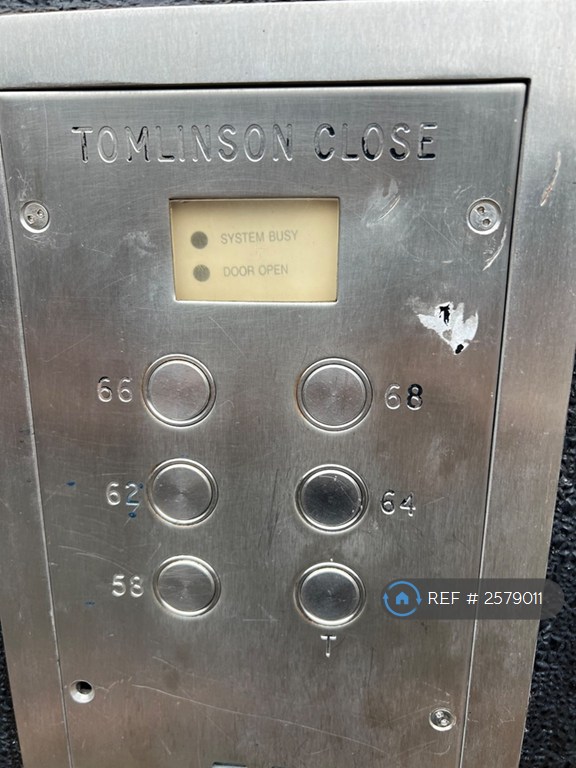 TOMLINSON CLOSE
SYSTEM BUSY
DOOR OPEN
66 68
62 64
58
T
REF # 2579011